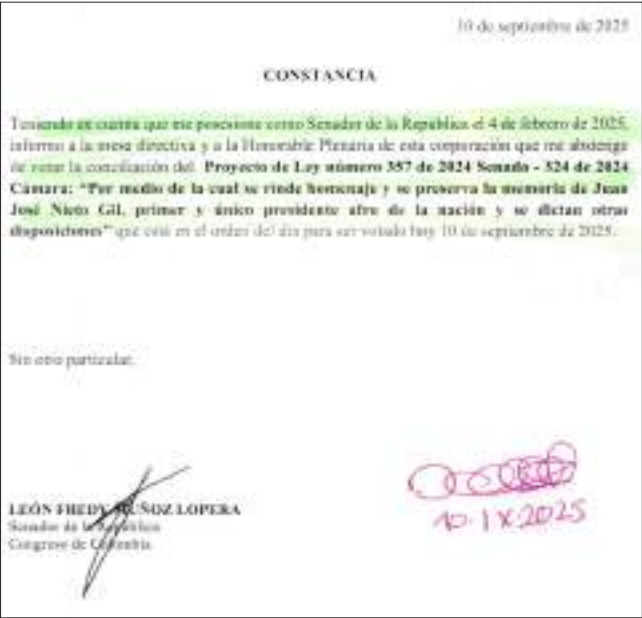 10 de septiembre de 2025
CONSTANCIA
Teniendo en cuenta que me posesione como Senador de la Republica el 4 de febrero de 2025,
informo a la mesa directiva y a la Honorable Plenaria de esta corporación que me abstengo
de votar la conciliación del Proyecto de Ley número 357 de 2024 Senado - 324 de 2024
Cámara: “Por medio de la cual se rinde homenaje y se preserva la memoria de Juan
José Nieto Gil, primer y único presidente afro de la nación y se dictan otras
disposiciones” que está en el orden del día para ser votado hoy 10 de septiembre de 2025.
Sin otro particular,
LEÓN FREDY MUÑOZ LOPERA
Senador de la República
Congreso de Colombia
10.IX.2025